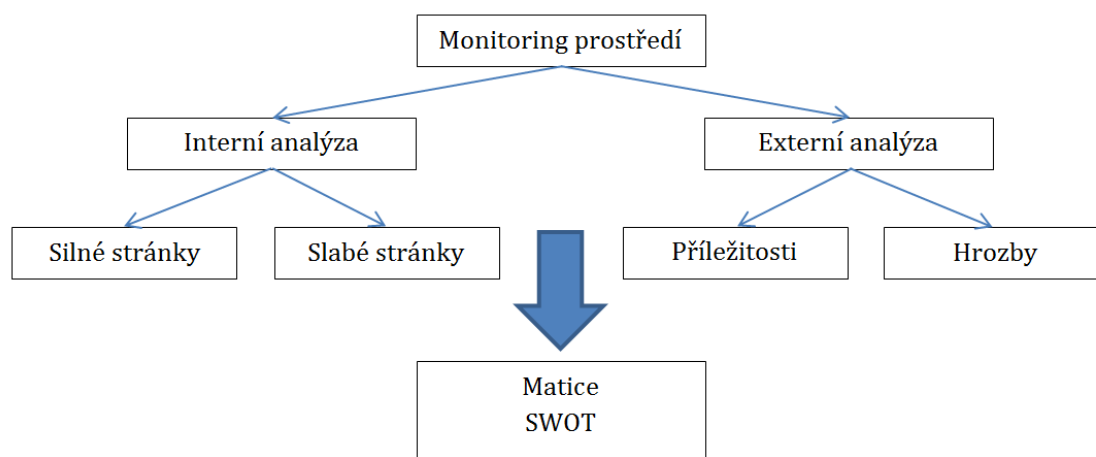 Monitoring prostředí
Interní analýza
Externí analýza
Silné stránky
Slabé stránky
Příležitosti
Hrozby
Matice
SWOT